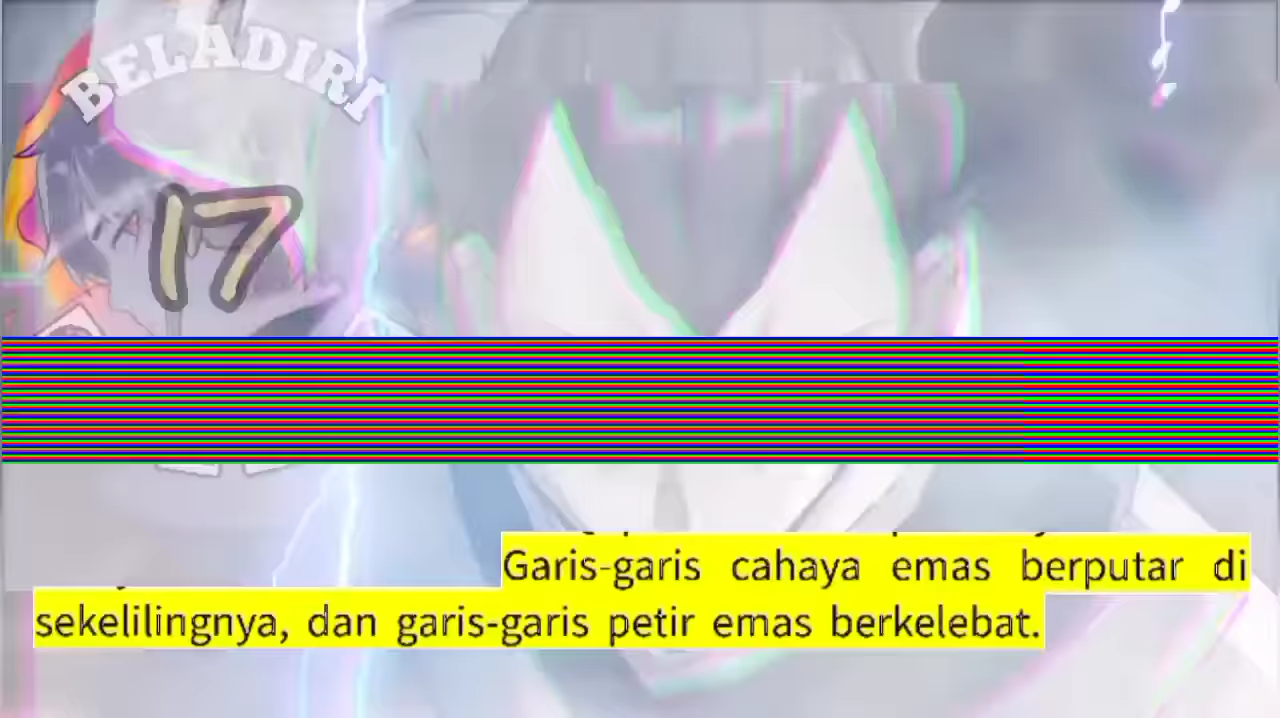 BELADIRI
17
Garis-garis cahaya emas berputar di
sekelilingnya, dan garis-garis petir emas berkelebat.